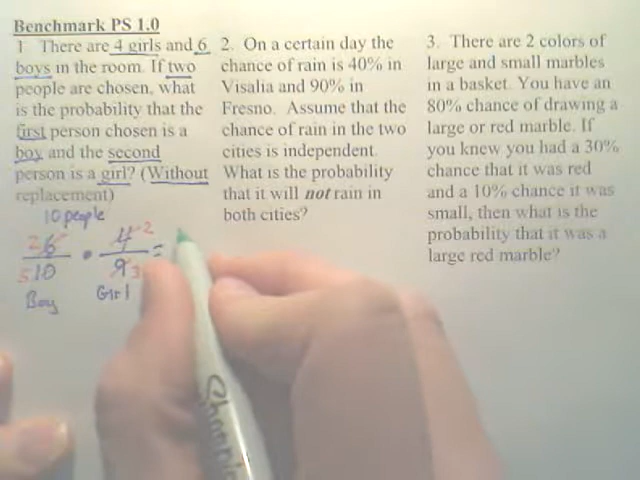 Benchmark PS 1.0
1. There are 4 girls and 6
boys in the room. If two
people are chosen, what
is the probability that the
first person chosen is a
boy and the second
person is a girl? (Without
replacement)
10 people
2 6 4 2
5 10 • 9 3 =
Boy Girl
2. On a certain day the
chance of rain is 40% in
Visalia and 90% in
Fresno. Assume that the
chance of rain in the two
cities is independent.
What is the probability
that it will not rain in
both cities?
3. There are 2 colors of
large and small marbles
in a basket. You have an
80% chance of drawing a
large or red marble. If
you knew you had a 30%
chance that it was red
and a 10% chance it was
small, then what is the
probability that it was a
large red marble?
Sharpie